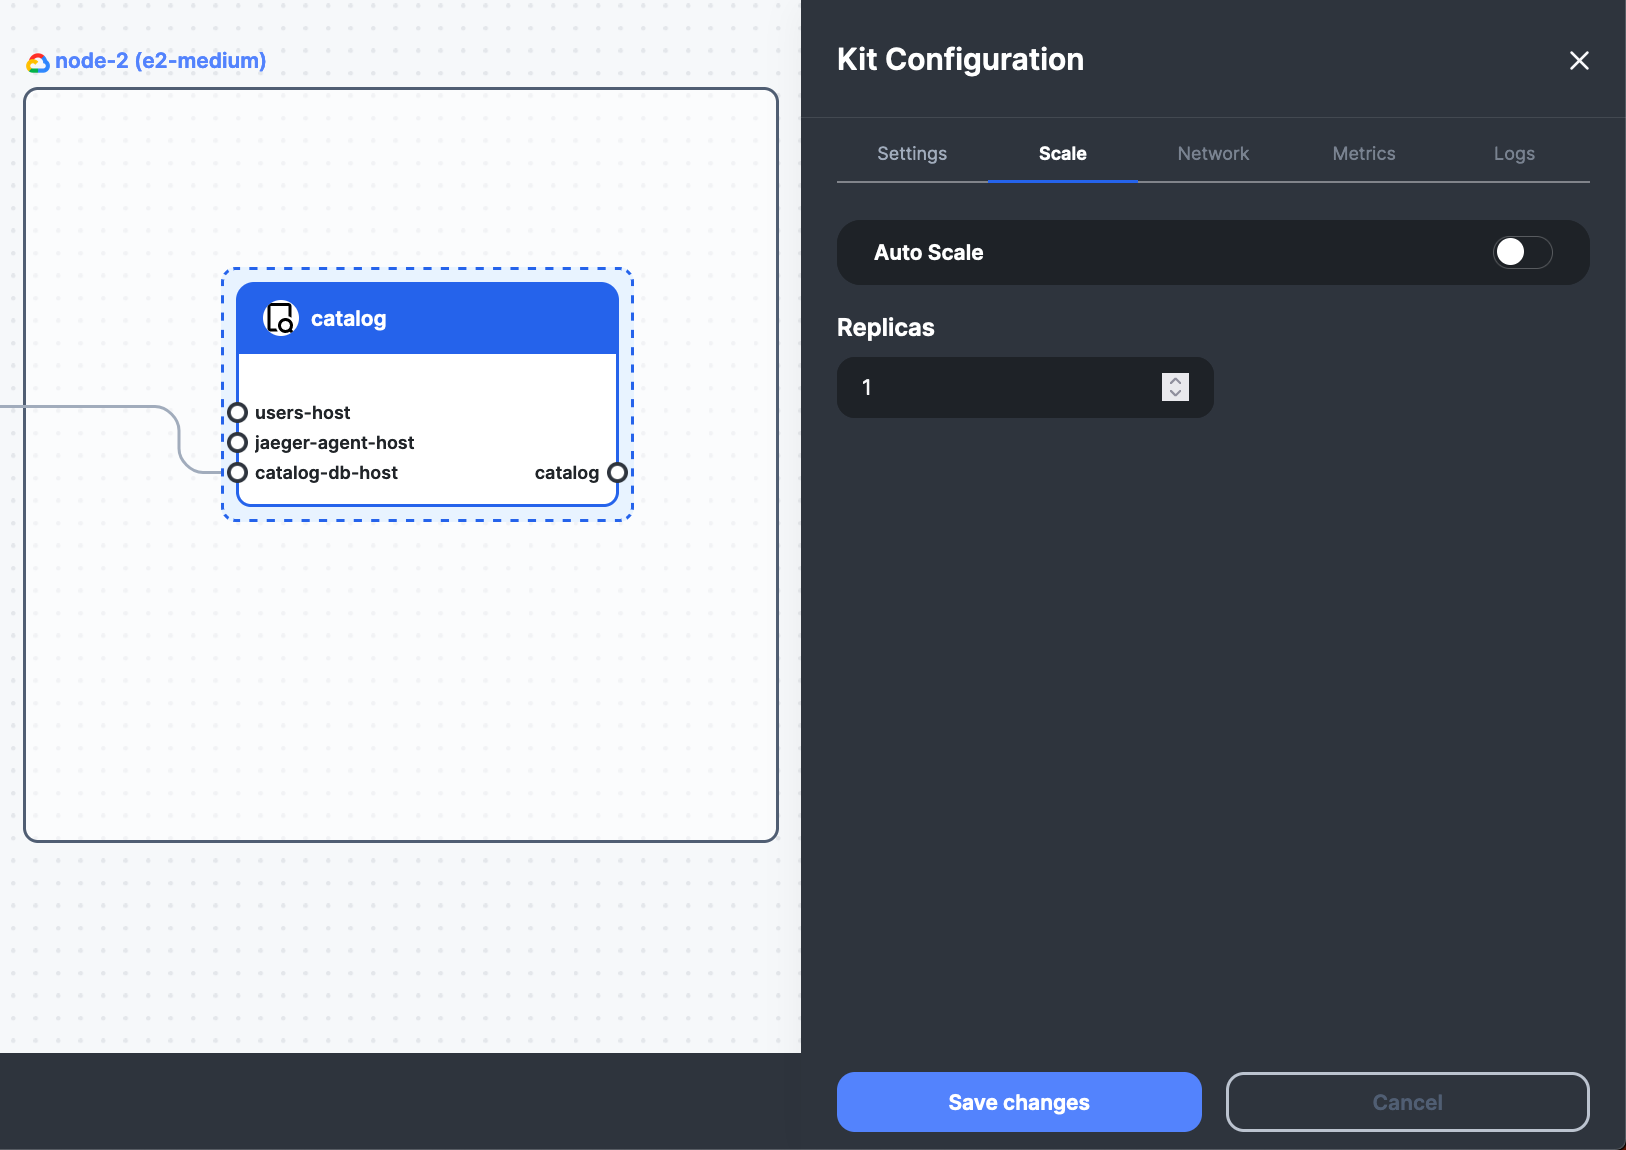 node-2 (e2-medium)
catalog
users-host
jaeger-agent-host
catalog-db-host
catalog
Kit Configuration
Settings
Scale
Network
Metrics
Logs
Auto Scale
Replicas
1
Save changes
Cancel